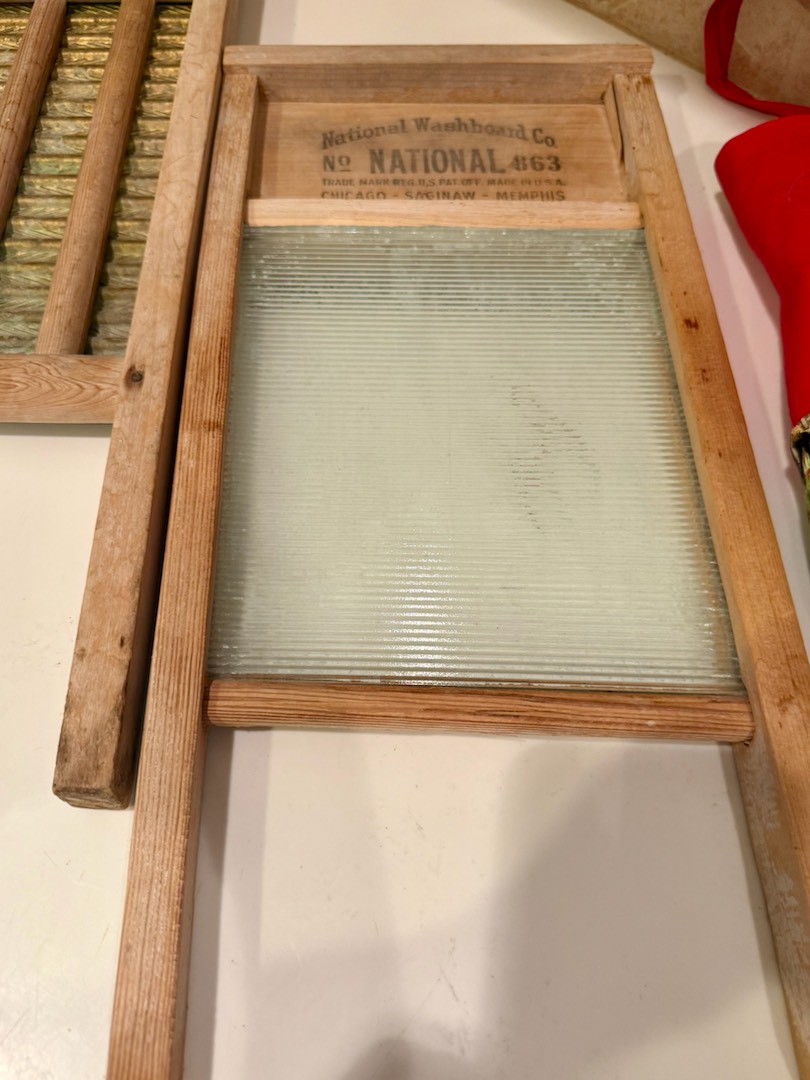 National Washboard Co.
No NATIONAL 863
TRADE MARK REG. U.S. PAT. OFF. MADE IN U.S.A.
CHICAGO - SAGINAW - MEMPHIS